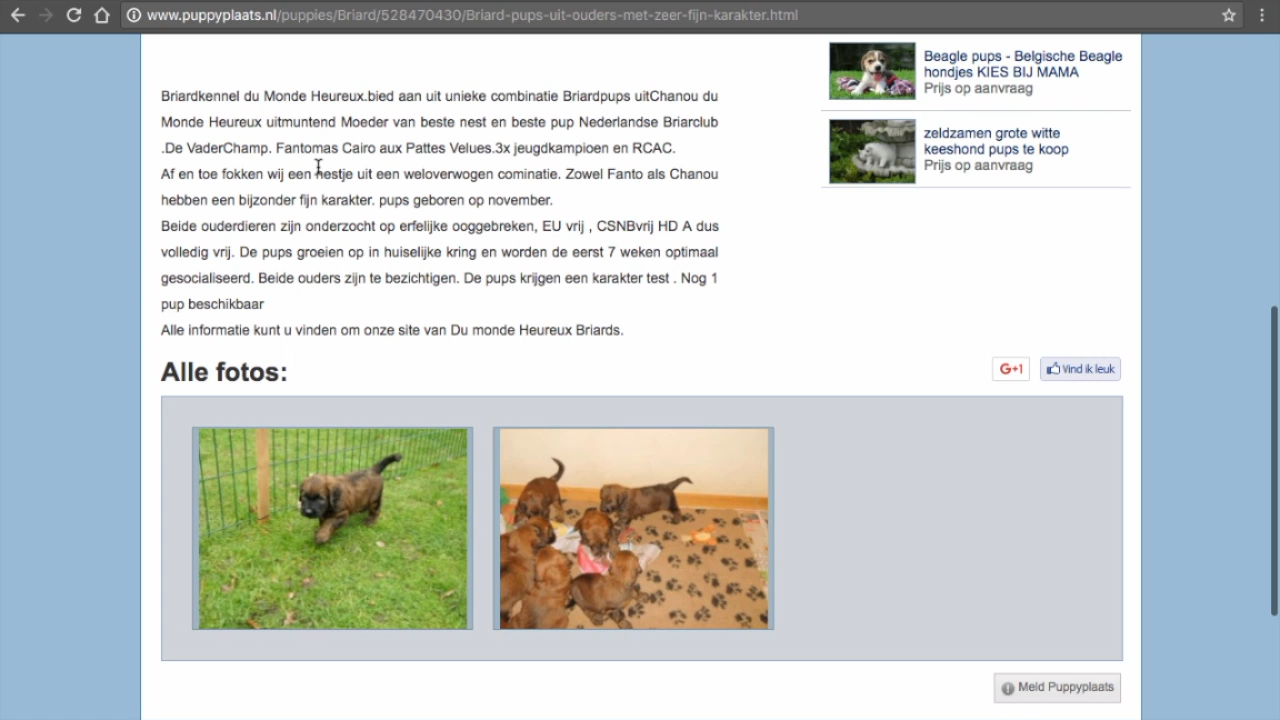 www.puppyplaats.nl/puppies/Briard/528470430/Briard-pups-uit-ouders-met-zeer-fijn-karakter.html
Beagle pups - Belgische Beagle
hondjes KIES BIJ MAMA
Prijs op aanvraag
zeldzamen grote witte
keeshond pups te koop
Prijs op aanvraag
Briardkennel du Monde Heureux.bied aan uit unieke combinatie Briardpups uitChanou du
Monde Heureux uitmuntend Moeder van beste nest en beste pup Nederlandse Briarclub
.De VaderChamp. Fantomas Cairo aux Pattes Velues.3x jeugdkampioen en RCAC.
Af en toe fokken wij een nestje uit een weloverwogen cominatie. Zowel Fanto als Chanou
hebben een bijzonder fijn karakter. pups geboren op november.
Beide ouderdieren zijn onderzocht op erfelijke ooggebreken, EU vrij , CSNBvrij HD A dus
volledig vrij. De pups groeien op in huiselijke kring en worden de eerst 7 weken optimaal
gesocialiseerd. Beide ouders zijn te bezichtigen. De pups krijgen een karakter test . Nog 1
pup beschikbaar
Alle informatie kunt u vinden om onze site van Du monde Heureux Briards.
Alle fotos:
G+1
Vind ik leuk
Meld Puppyplaats